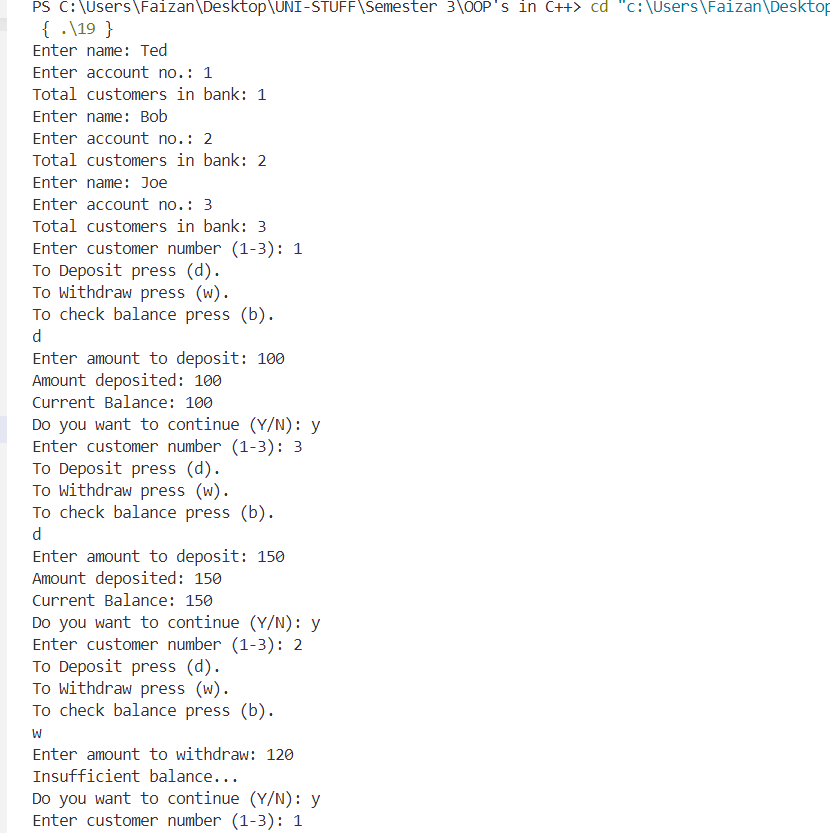 PS C:\Users\Faizan\Desktop\UNI-STUFF\Semester 3\OOP's in C++> cd "c:\Users\Faizan\Desktop
{ .\19 }
Enter name: Ted
Enter account no.: 1
Total customers in bank: 1
Enter name: Bob
Enter account no.: 2
Total customers in bank: 2
Enter name: Joe
Enter account no.: 3
Total customers in bank: 3
Enter customer number (1-3): 1
To Deposit press (d).
To Withdraw press (w).
To check balance press (b).
d
Enter amount to deposit: 100
Amount deposited: 100
Current Balance: 100
Do you want to continue (Y/N): y
Enter customer number (1-3): 3
To Deposit press (d).
To Withdraw press (w).
To check balance press (b).
d
Enter amount to deposit: 150
Amount deposited: 150
Current Balance: 150
Do you want to continue (Y/N): y
Enter customer number (1-3): 2
To Deposit press (d).
To Withdraw press (w).
To check balance press (b).
w
Enter amount to withdraw: 120
Insufficient balance...
Do you want to continue (Y/N): y
Enter customer number (1-3): 1